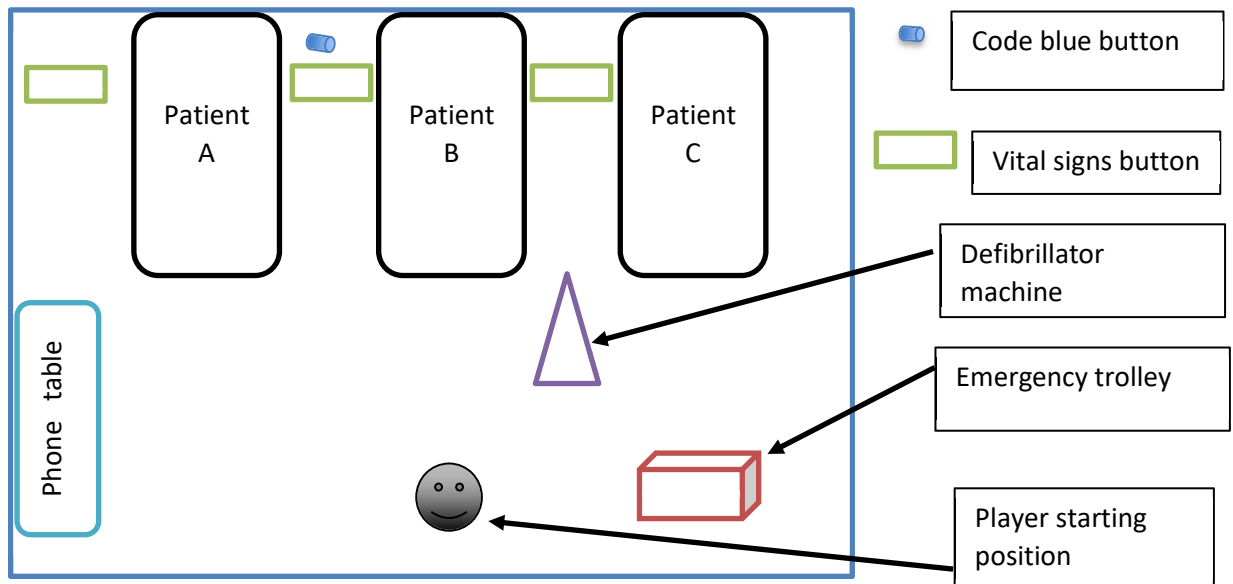 Patient
A
Patient
B
Patient
C
Phone table
Code blue button
Vital signs button
Defibrillator
machine
Emergency trolley
Player starting
position